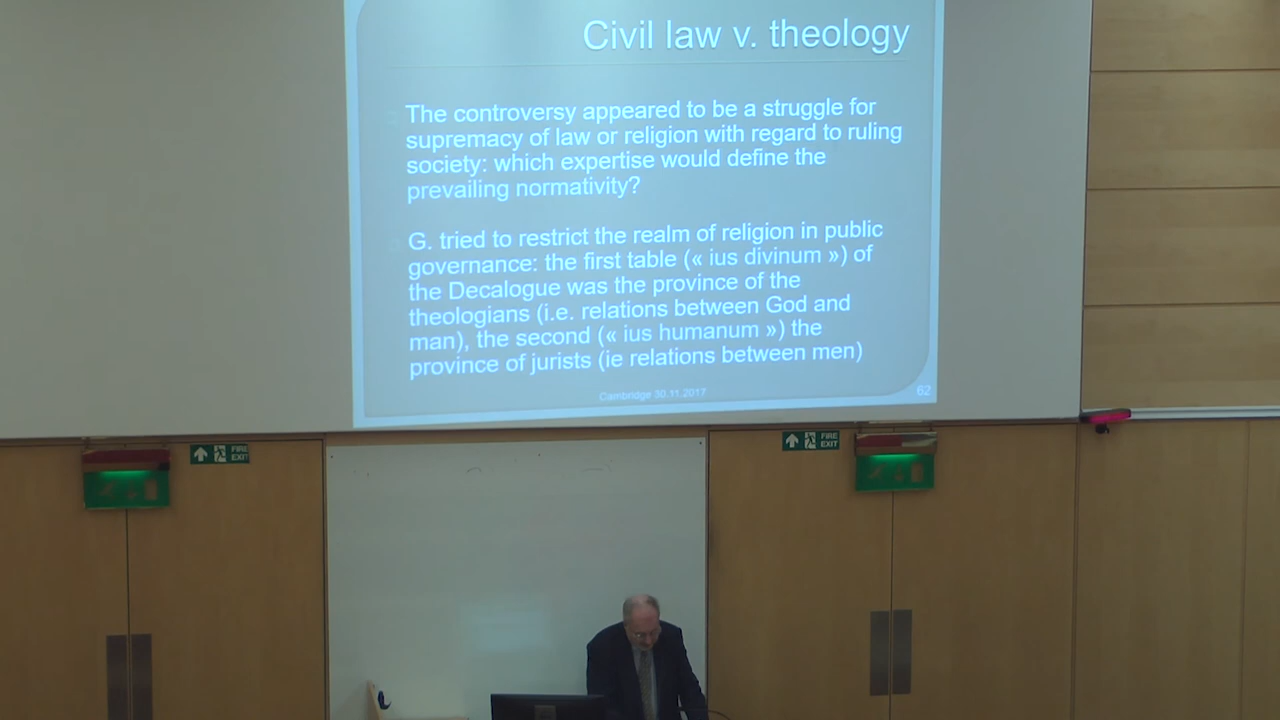 Civil law v. theology
The controversy appeared to be a struggle for
supremacy of law or religion with regard to ruling
society: which expertise would define the
prevailing normativity?
G. tried to restrict the realm of religion in public
governance: the first table (« ius divinum ») of
the Decalogue was the province of the
theologians (i.e. relations between God and
man), the second (« ius humanum ») the
province of jurists (ie relations between men)
Cambridge 30.11.2017
62
FIRE
EXIT
FIRE
EXIT